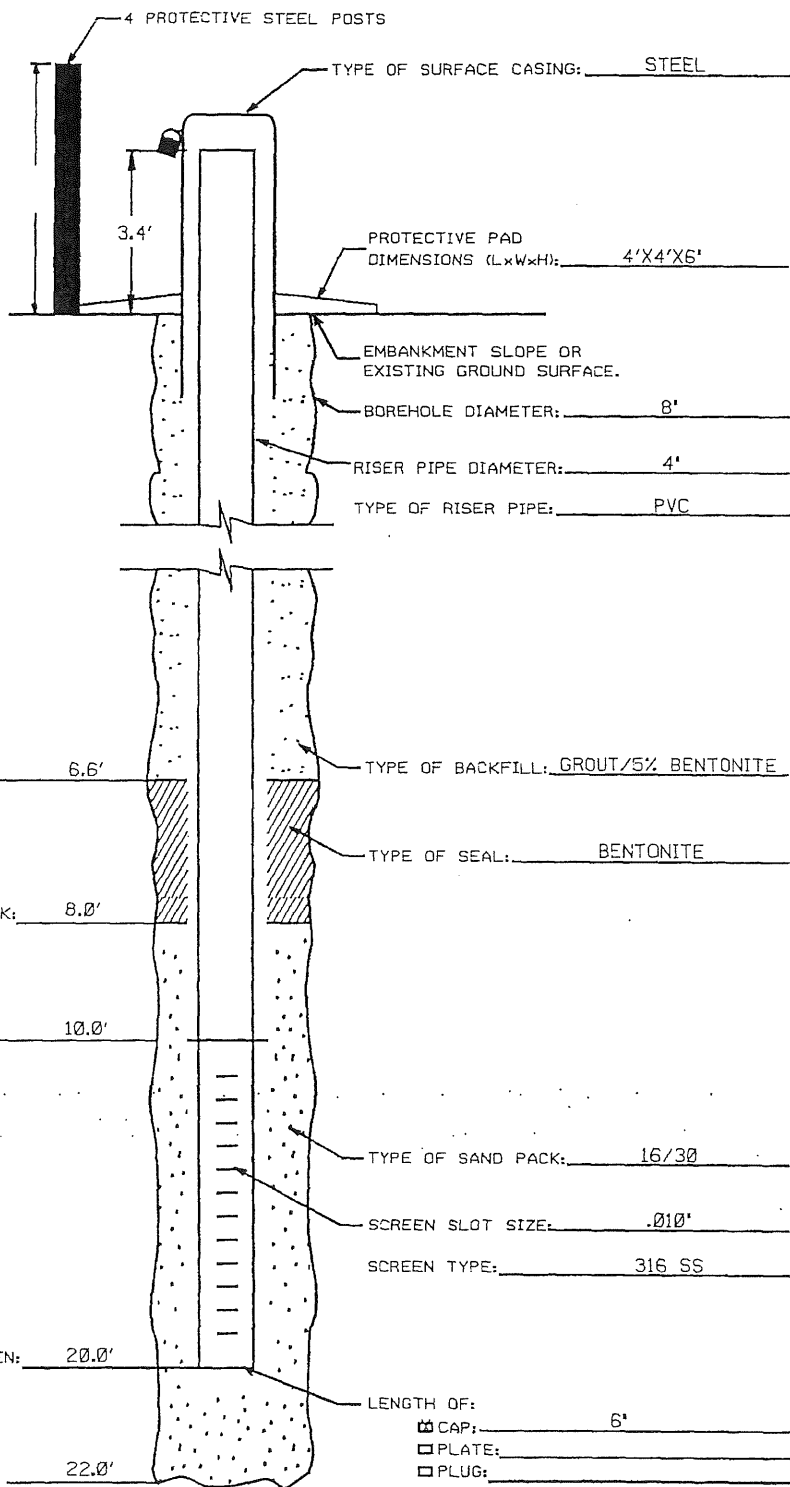 4 PROTECTIVE STEEL POSTS
TYPE OF SURFACE CASING: STEEL
3.4'
PROTECTIVE PAD
DIMENSIONS (LxWxH): 4'X4'X6"
EMBANKMENT SLOPE OR
EXISTING GROUND SURFACE.
BOREHOLE DIAMETER: 8"
RISER PIPE DIAMETER: 4"
TYPE OF RISER PIPE: PVC
6.6'
TYPE OF BACKFILL: GROUT/5% BENTONITE
TYPE OF SEAL: BENTONITE
K: 8.0'
10.0'
TYPE OF SAND PACK: 16/30
SCREEN SLOT SIZE: .010"
SCREEN TYPE: 316 SS
EN: 20.0'
LENGTH OF:
CAP: 6"
PLATE:
PLUG:
22.0'